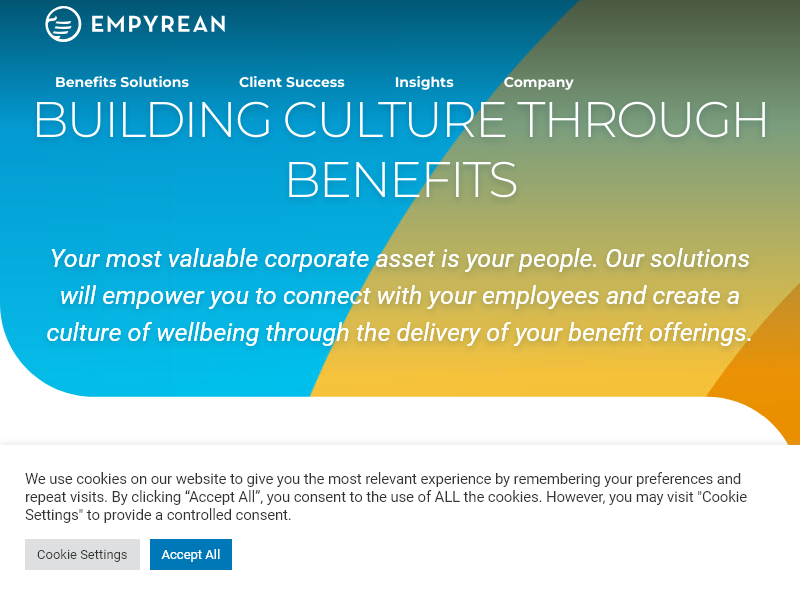 EMPYREAN
Benefits Solutions Client Success Insights Company
BUILDING CULTURE THROUGH
BENEFITS
Your most valuable corporate asset is your people. Our solutions
will empower you to connect with your employees and create a
culture of wellbeing through the delivery of your benefit offerings.
We use cookies on our website to give you the most relevant experience by remembering your preferences and
repeat visits. By clicking “Accept All”, you consent to the use of ALL the cookies. However, you may visit "Cookie
Settings" to provide a controlled consent.
Cookie Settings Accept All